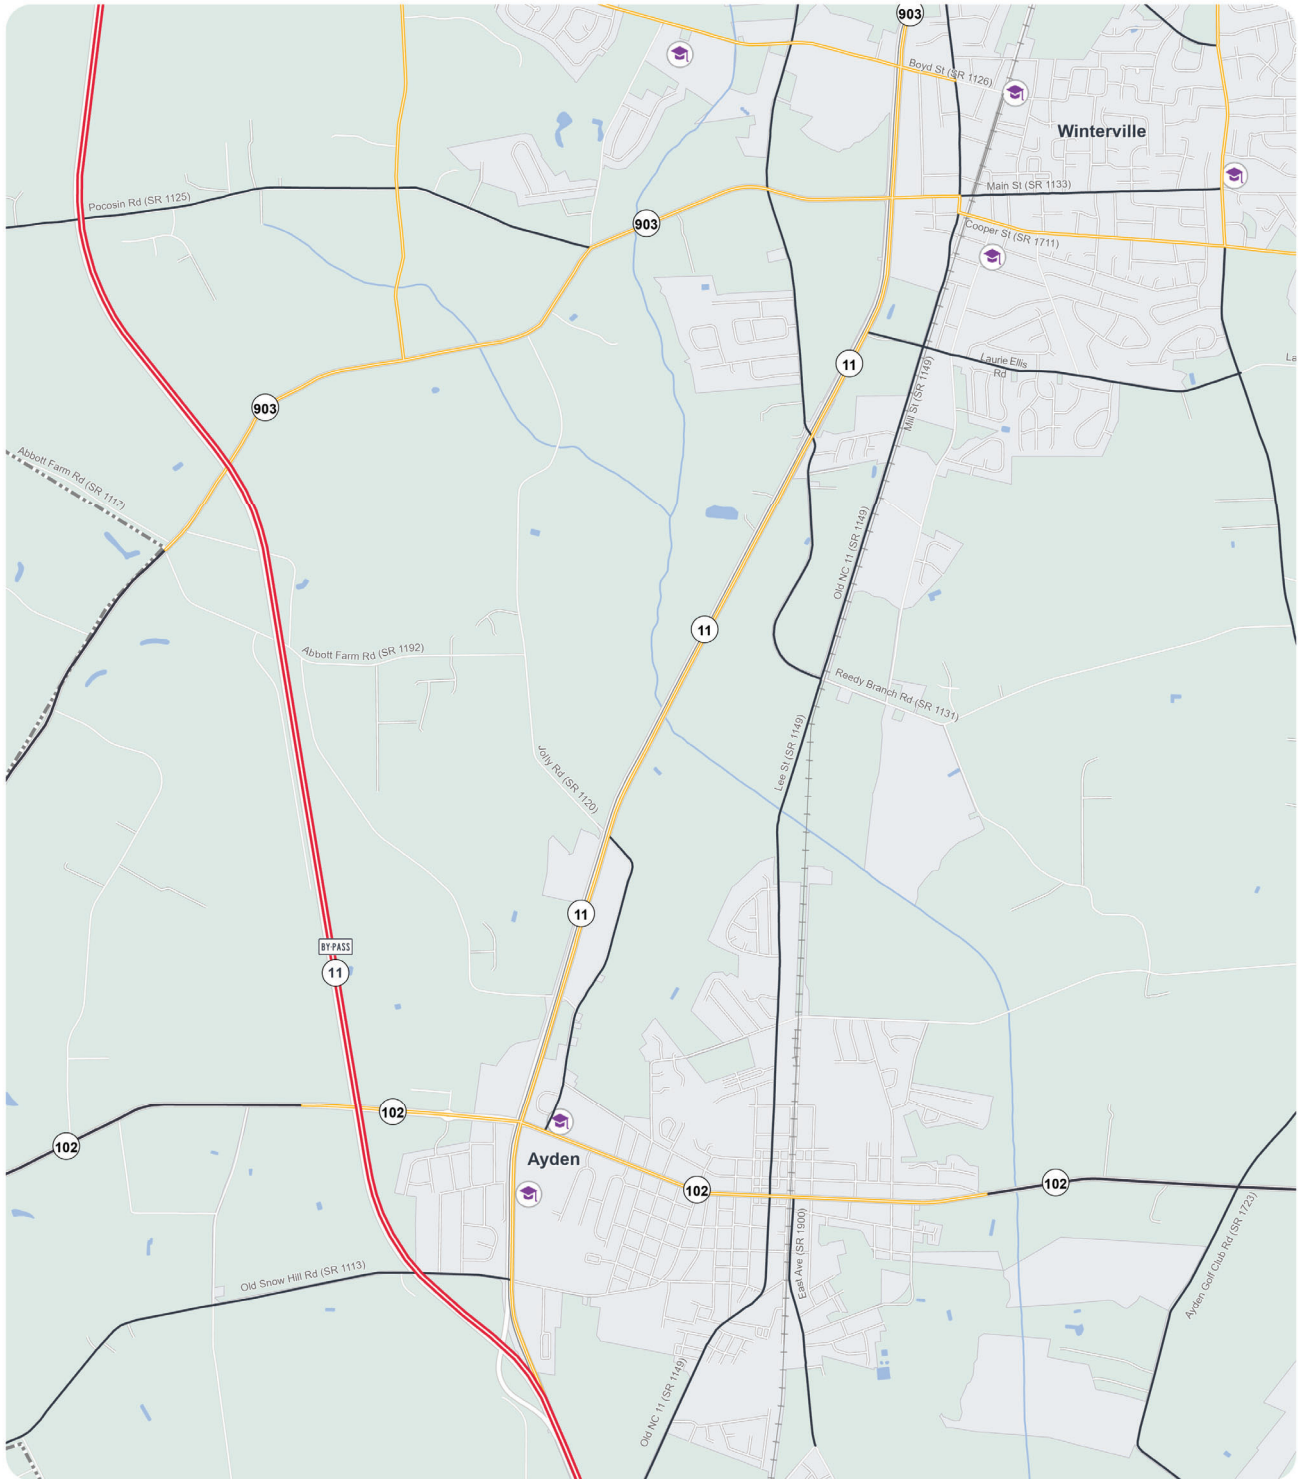 903
Boyd St (SR 1126)
Winterville
Main St (SR 1133)
Pocosin Rd (SR 1125)
903
Cooper St (SR 1711)
11
Laurie Ellis
Rd
La
Mill St (SR 1149)
903
Abbott Farm Rd (SR 1117)
Old NC 11 (SR 1149)
11
Abbott Farm Rd (SR 1192)
Reedy Branch Rd (SR 1131)
Lee St (SR 1149)
Jolly Rd (SR 1120)
11
BY-PASS
11
102
102
Ayden
102
102
East Ave (SR 1900)
Ayden Golf Club Rd (SR 1723)
Old Snow Hill Rd (SR 1113)
Old NC 11 (SR 1149)